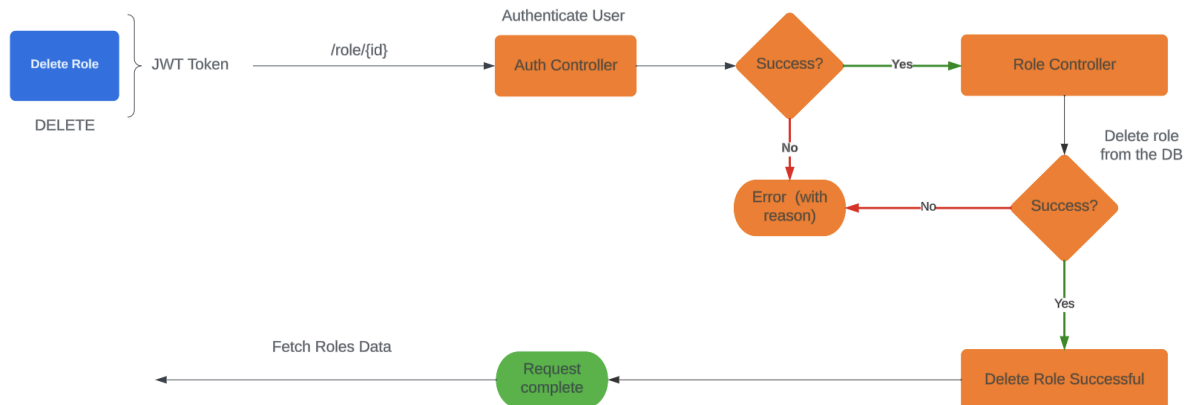 Authenticate User
Delete Role
JWT Token
/role/{id}
Auth Controller
Success?
Yes
Role Controller
DELETE
No
Delete role
from the DB
Error (with
reason)
No
Success?
Yes
Fetch Roles Data
Request
complete
Delete Role Successful